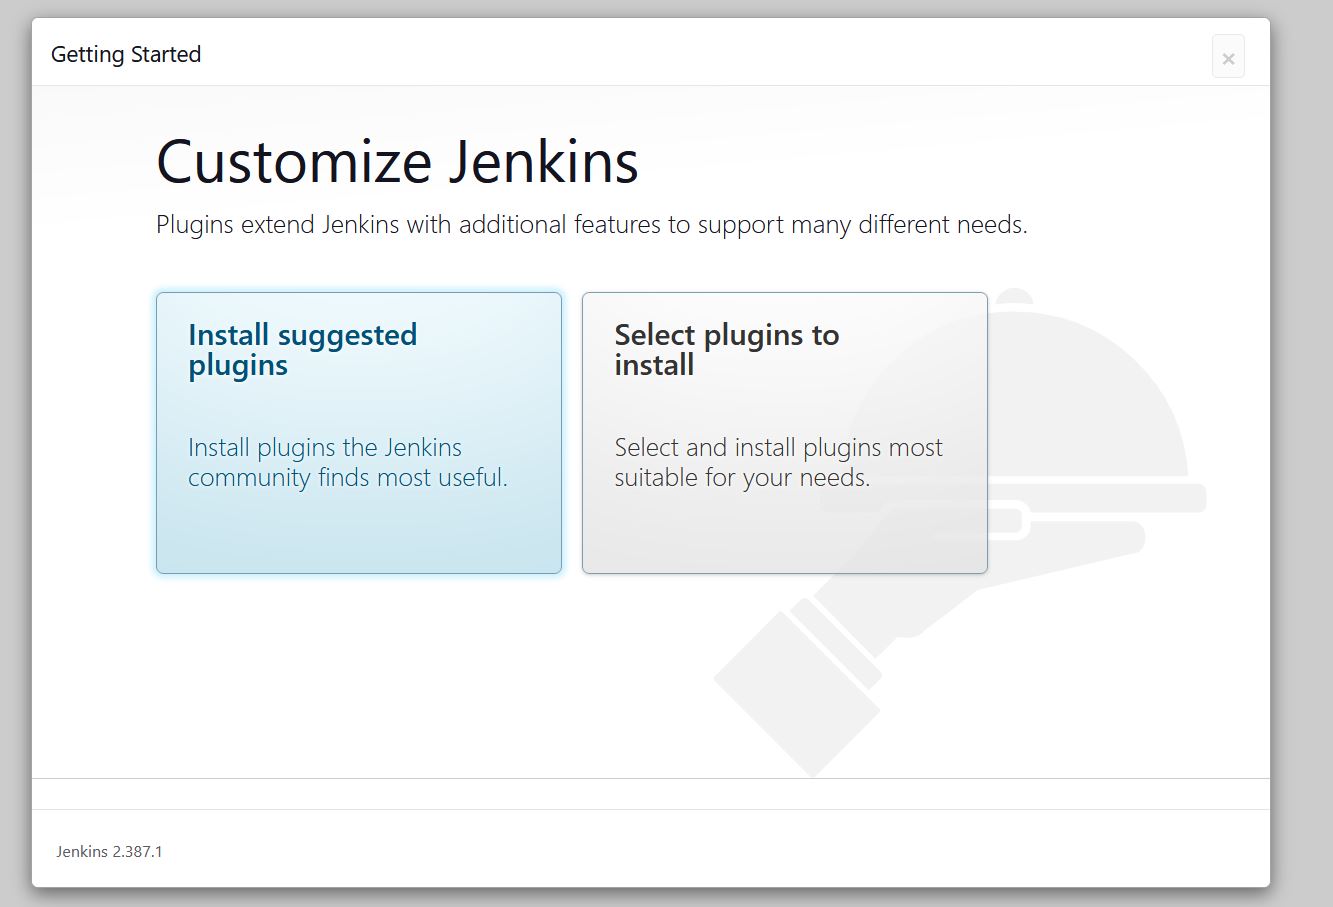 Getting Started
×
Customize Jenkins
Plugins extend Jenkins with additional features to support many different needs.
Install suggested
plugins
Install plugins the Jenkins
community finds most useful.
Select plugins to
install
Select and install plugins most
suitable for your needs.
Jenkins 2.387.1